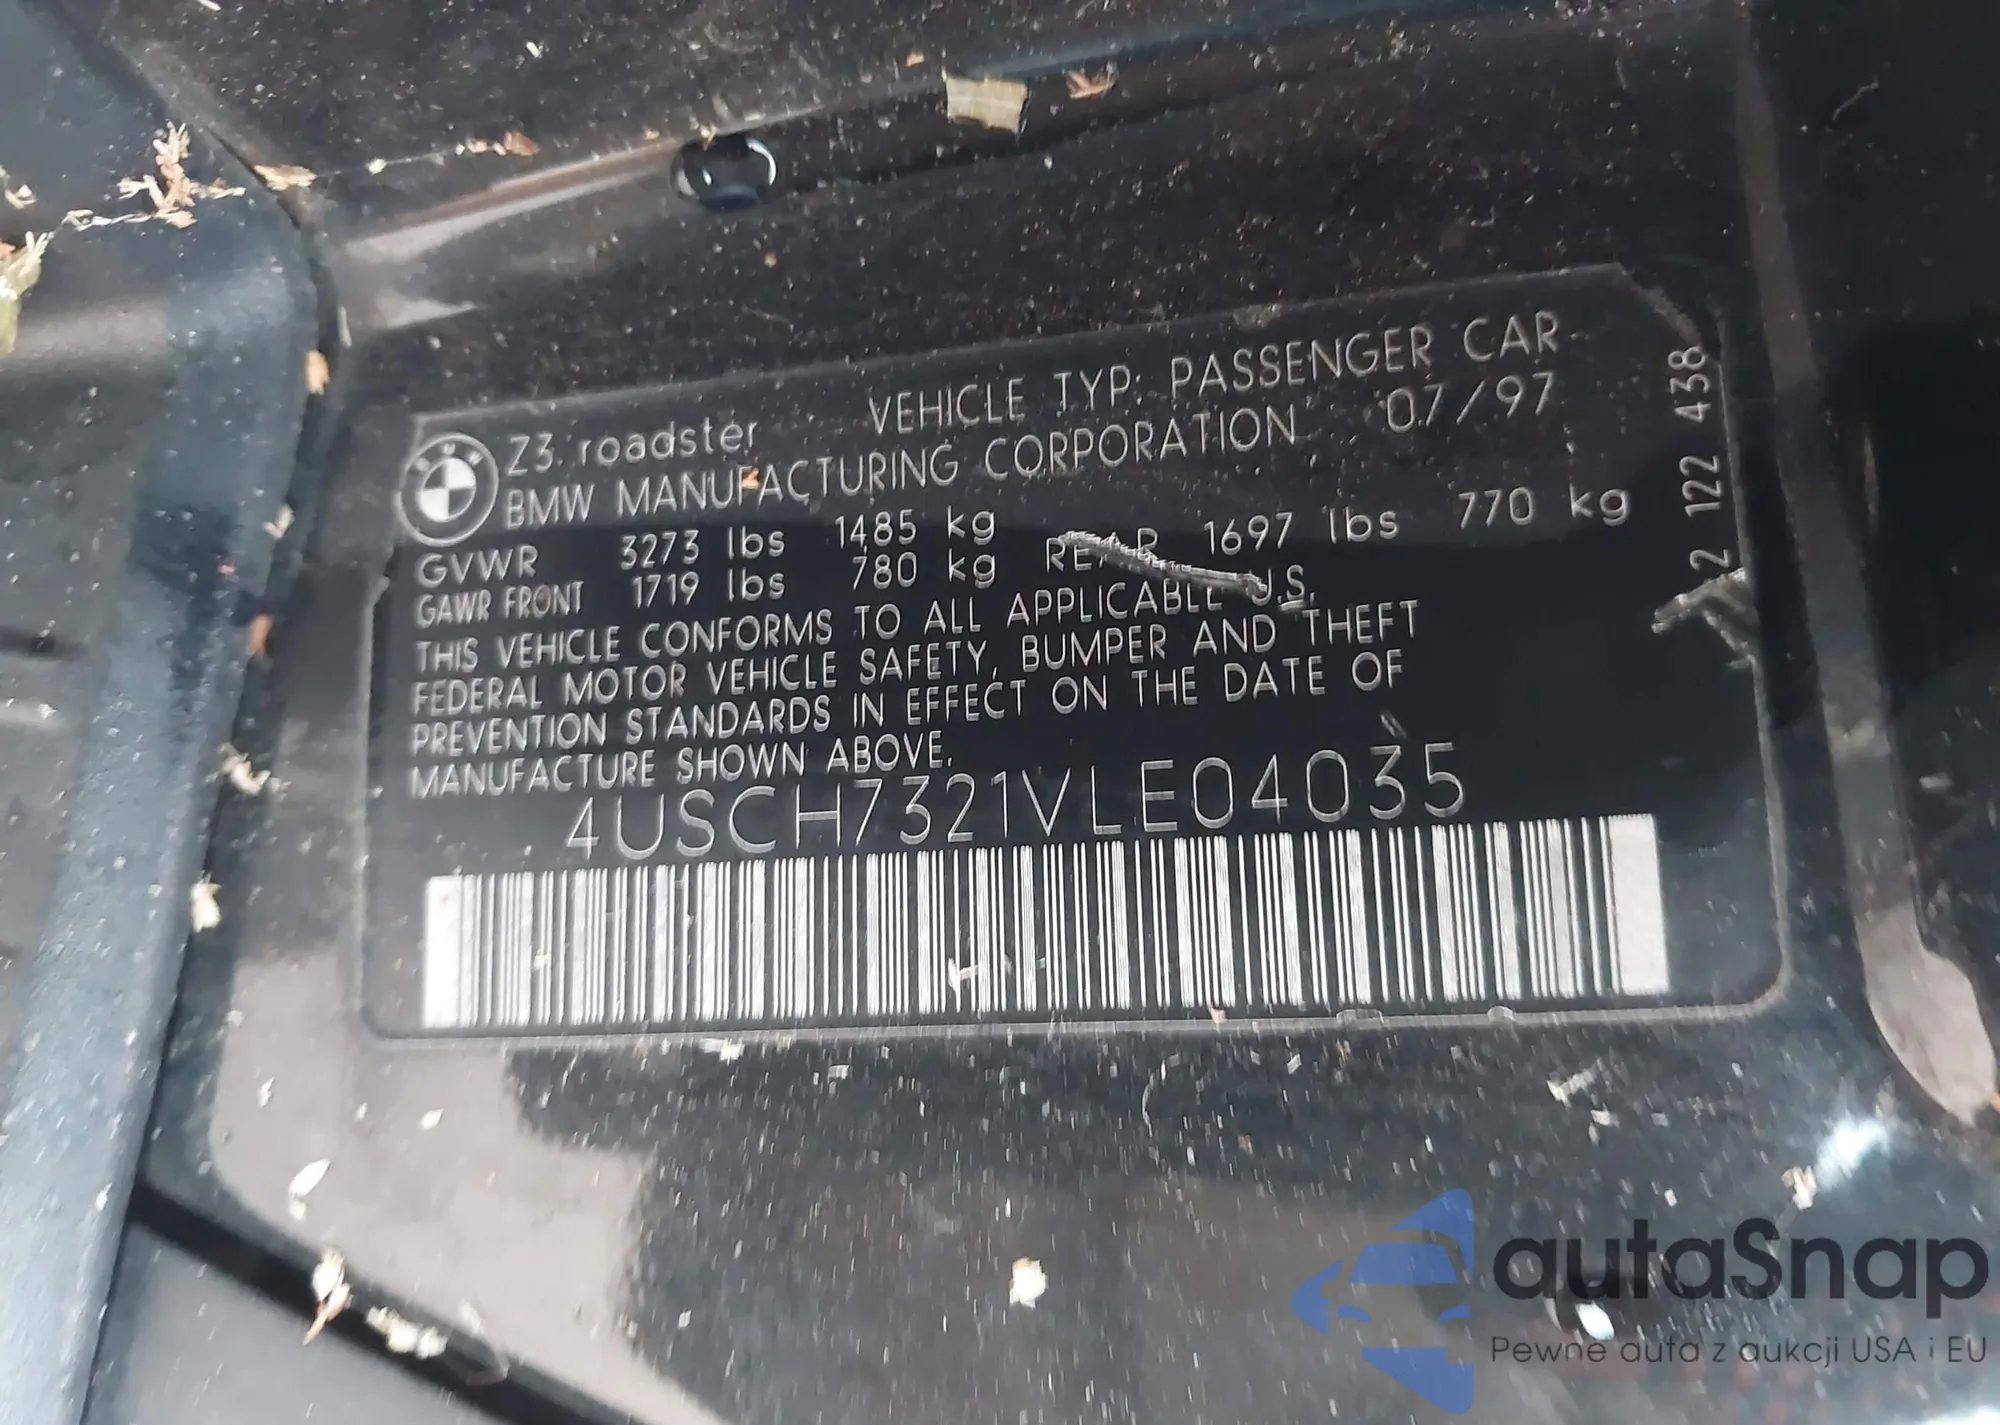 Z3 roadster VEHICLE TYP: PASSENGER CAR
BMW MANUFACTURING CORPORATION 07/97
GVWR 3273 lbs 1485 kg
GAWR FRONT 1719 lbs 780 kg REAR 1697 lbs 770 kg
THIS VEHICLE CONFORMS TO ALL APPLICABLE U.S.
FEDERAL MOTOR VEHICLE SAFETY, BUMPER AND THEFT
PREVENTION STANDARDS IN EFFECT ON THE DATE OF
MANUFACTURE SHOWN ABOVE.
4USCH7321VLE04035
2 122 438
autaSnap
Pewne auta z aukcji USA i EU